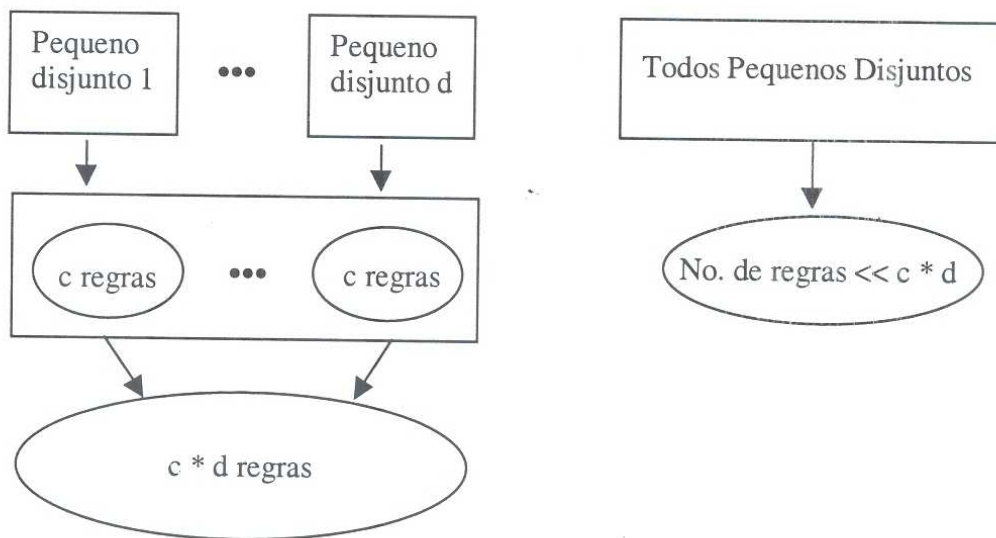 Pequeno
disjunto 1
•••
Pequeno
disjunto d
c regras
•••
c regras
c * d regras
Todos Pequenos Disjuntos
No. de regras << c * d